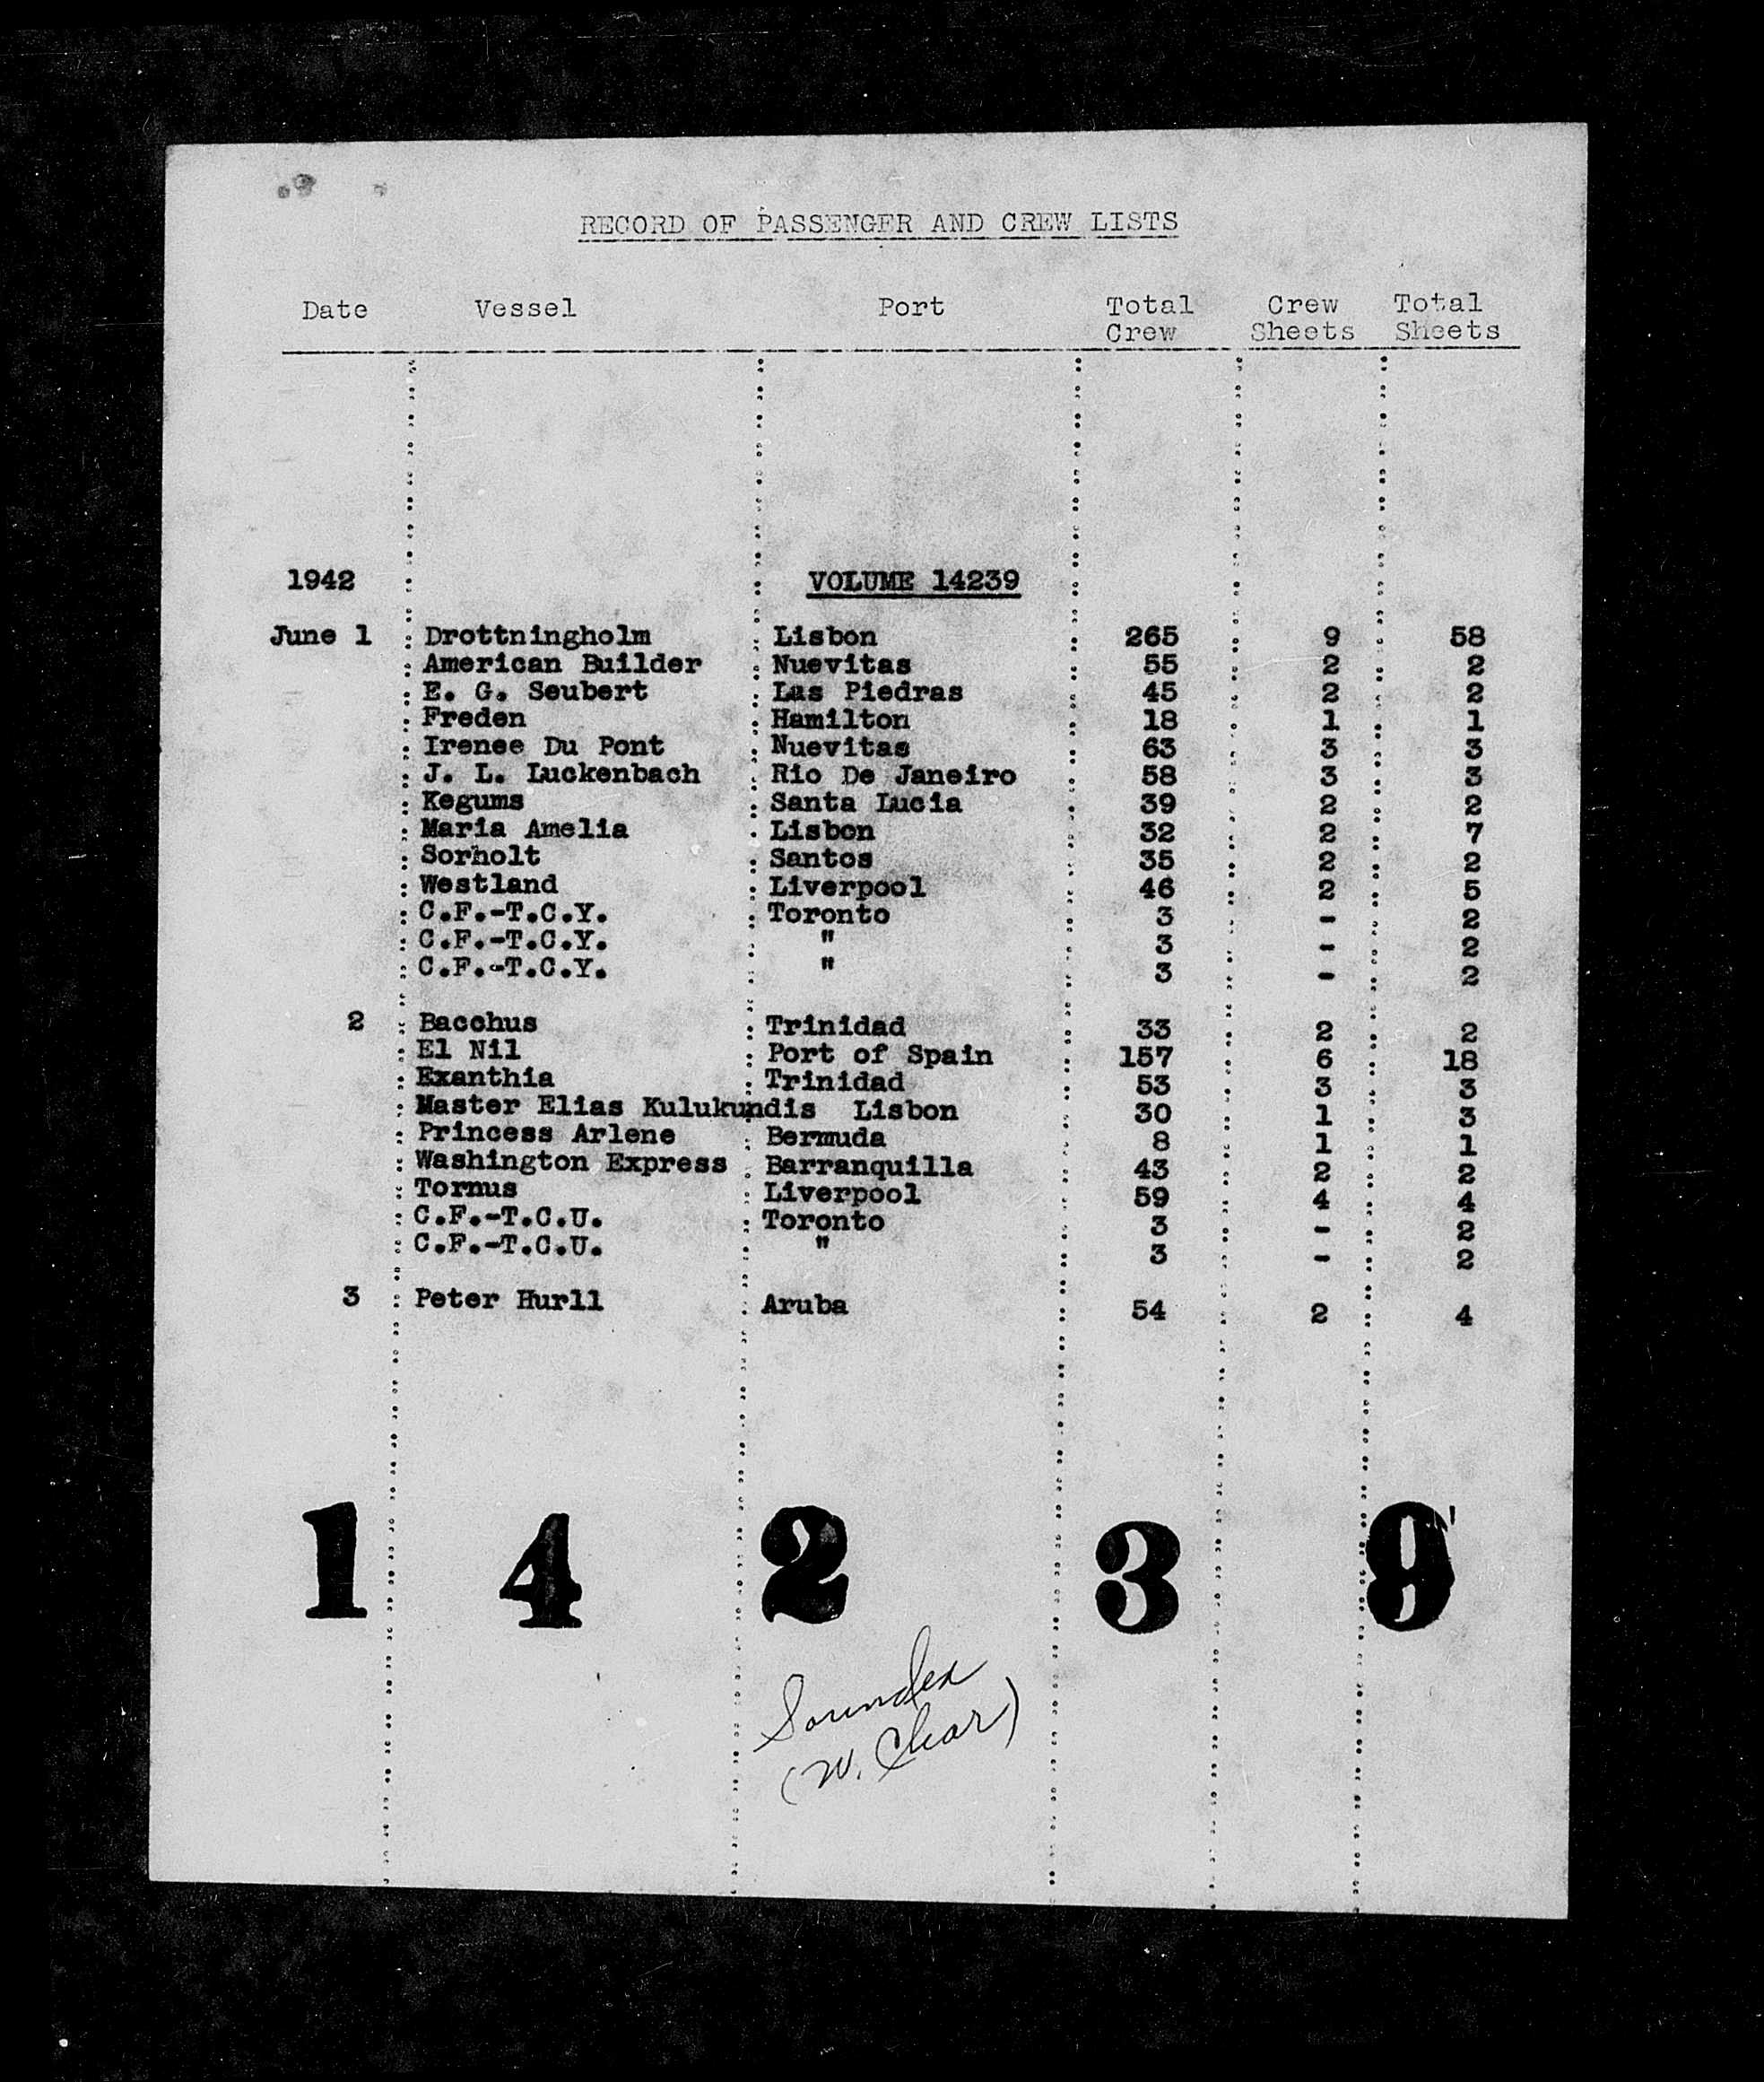 RECORD OF PASSENGER AND CREW LISTS
Date Vessel Port Total Crew Crew Sheets Total Sheets
1942 VOLUME 14239
June 1 Drottningholm Lisbon 265 9 58
American Builder Nuevitas 55 2 2
E. G. Seubert Las Piedras 45 2 2
Freden Hamilton 18 1 1
Irenee Du Pont Nuevitas 63 3 3
J. L. Luckenbach Rio De Janeiro 58 3 3
Kegums Santa Lucia 39 2 2
Maria Amelia Lisbon 32 2 7
Sorholt Santos 35 2 2
Westland Liverpool 46 2 5
C.F.-T.C.Y. Toronto 3 - 2
C.F.-T.C.Y. " 3 - 2
C.F.-T.C.Y. " 3 - 2
2 Bacchus Trinidad 33 2 2
El Nil Port of Spain 157 6 18
Exanthia Trinidad 53 3 3
Master Elias Kulukundis Lisbon 30 1 3
Princess Arlene Bermuda 8 1 1
Washington Express Barranquilla 43 2 2
Tornus Liverpool 59 4 4
C.F.-T.C.U. Toronto 3 - 2
C.F.-T.C.U. " 3 - 2
3 Peter Hurll Aruba 54 2 4
1 4 2 3 9
Soundex
(W. Clear)